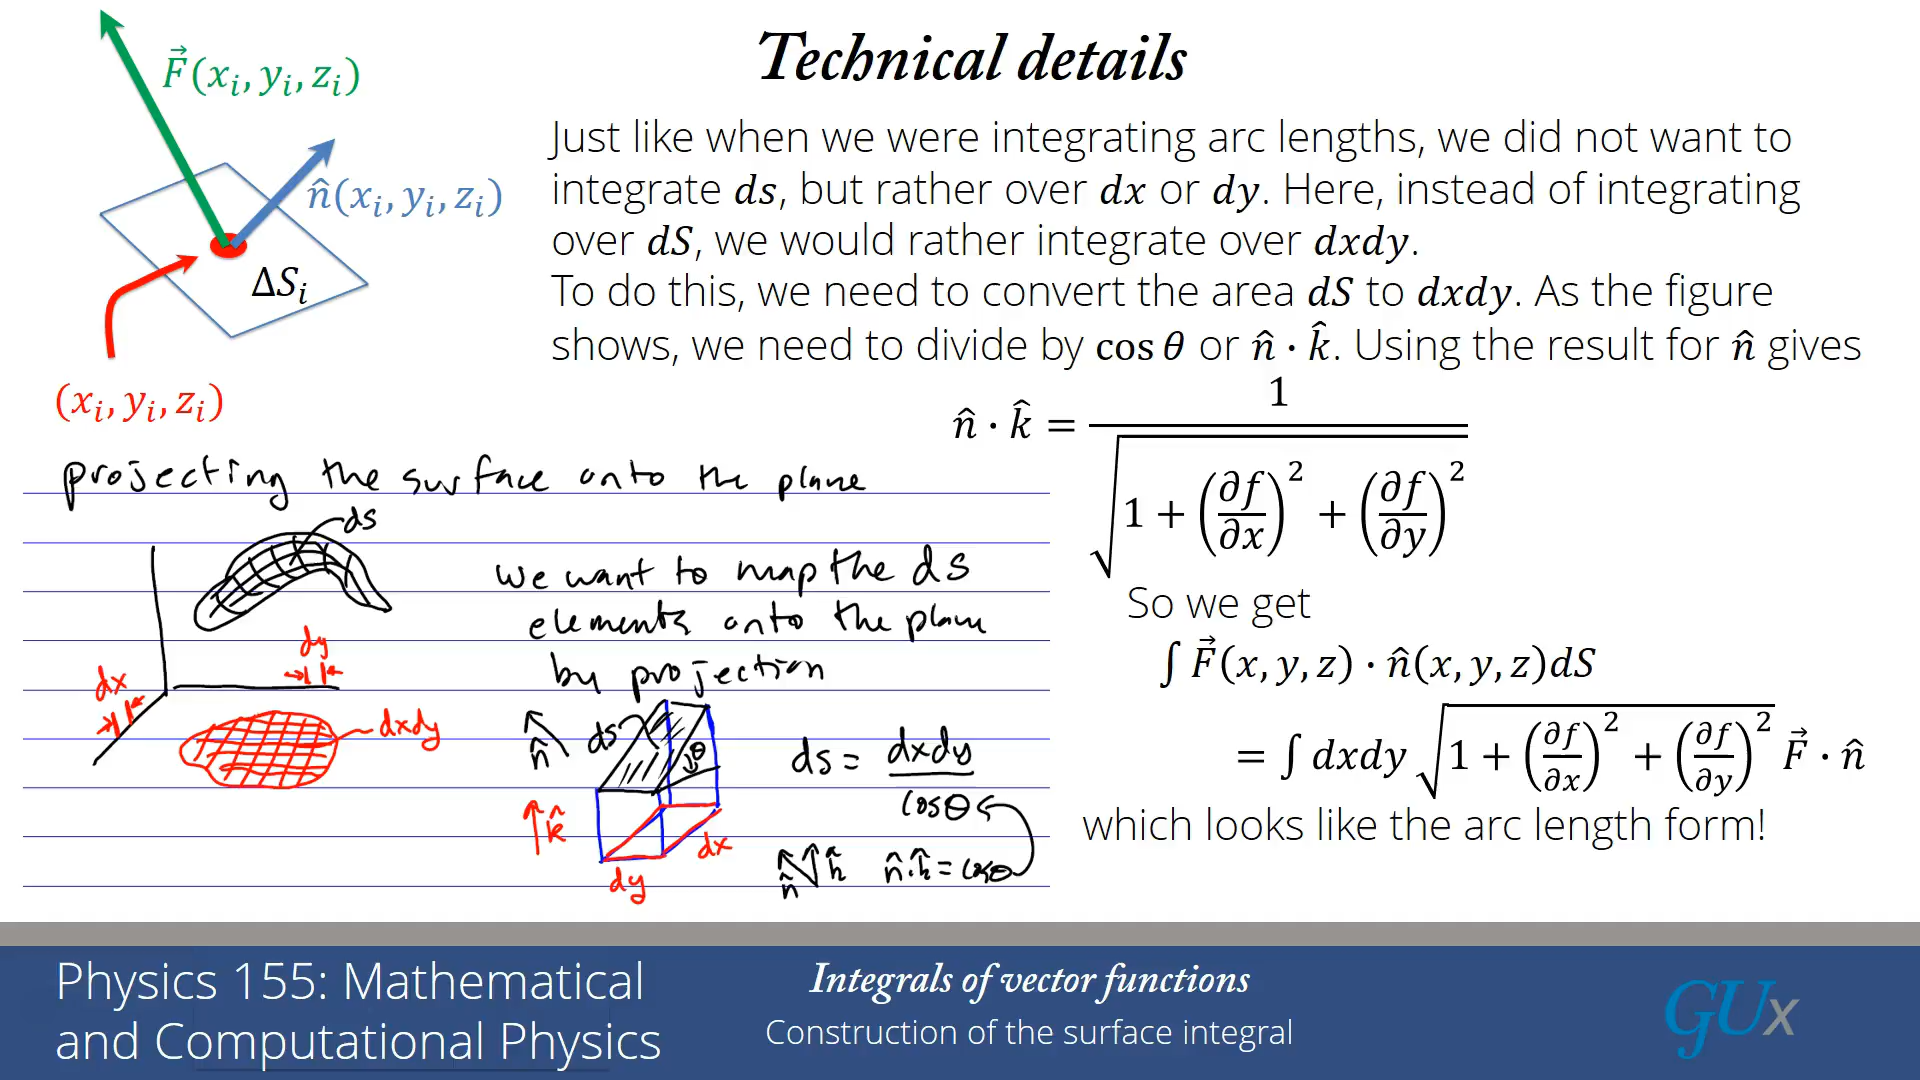 Technical details
F⃗(xᵢ, yᵢ, zᵢ)
n̂(xᵢ, yᵢ, zᵢ)
ΔSᵢ
(xᵢ, yᵢ, zᵢ)
Just like when we were integrating arc lengths, we did not want to
integrate ds, but rather over dx or dy. Here, instead of integrating
over dS, we would rather integrate over dxdy.
To do this, we need to convert the area dS to dxdy. As the figure
shows, we need to divide by cos θ or n̂ · k̂. Using the result for n̂ gives
n̂ · k̂ = 1 / √(1 + (∂f/∂x)² + (∂f/∂y)²)
So we get
∫ F⃗(x, y, z) · n̂(x, y, z)dS
= ∫ dxdy √(1 + (∂f/∂x)² + (∂f/∂y)²) F⃗ · n̂
which looks like the arc length form!
projecting the surface onto the plane
ds
dy
dx
dxdy
we want to map the ds
elements onto the plane
by projection
n̂
ds
θ
k̂
dx
dy
ds = dxdy / cosθ
n̂ k̂
n̂·k̂ = cosθ
Physics 155: Mathematical
and Computational Physics
Integrals of vector functions
Construction of the surface integral
GUx